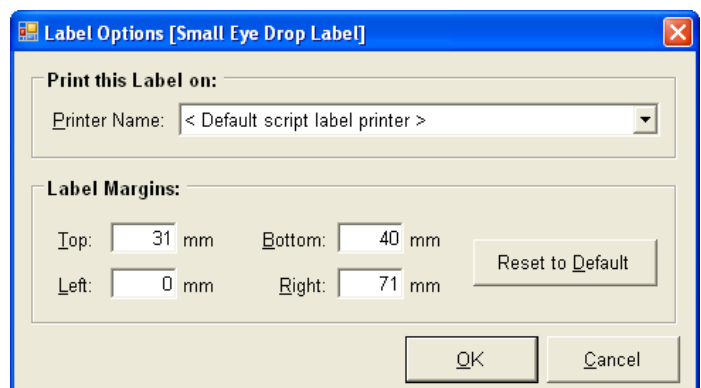 Label Options [Small Eye Drop Label]
Print this Label on:
Printer Name: < Default script label printer >
Label Margins:
Top: 31 mm Bottom: 40 mm
Reset to Default
Left: 0 mm Right: 71 mm
OK Cancel